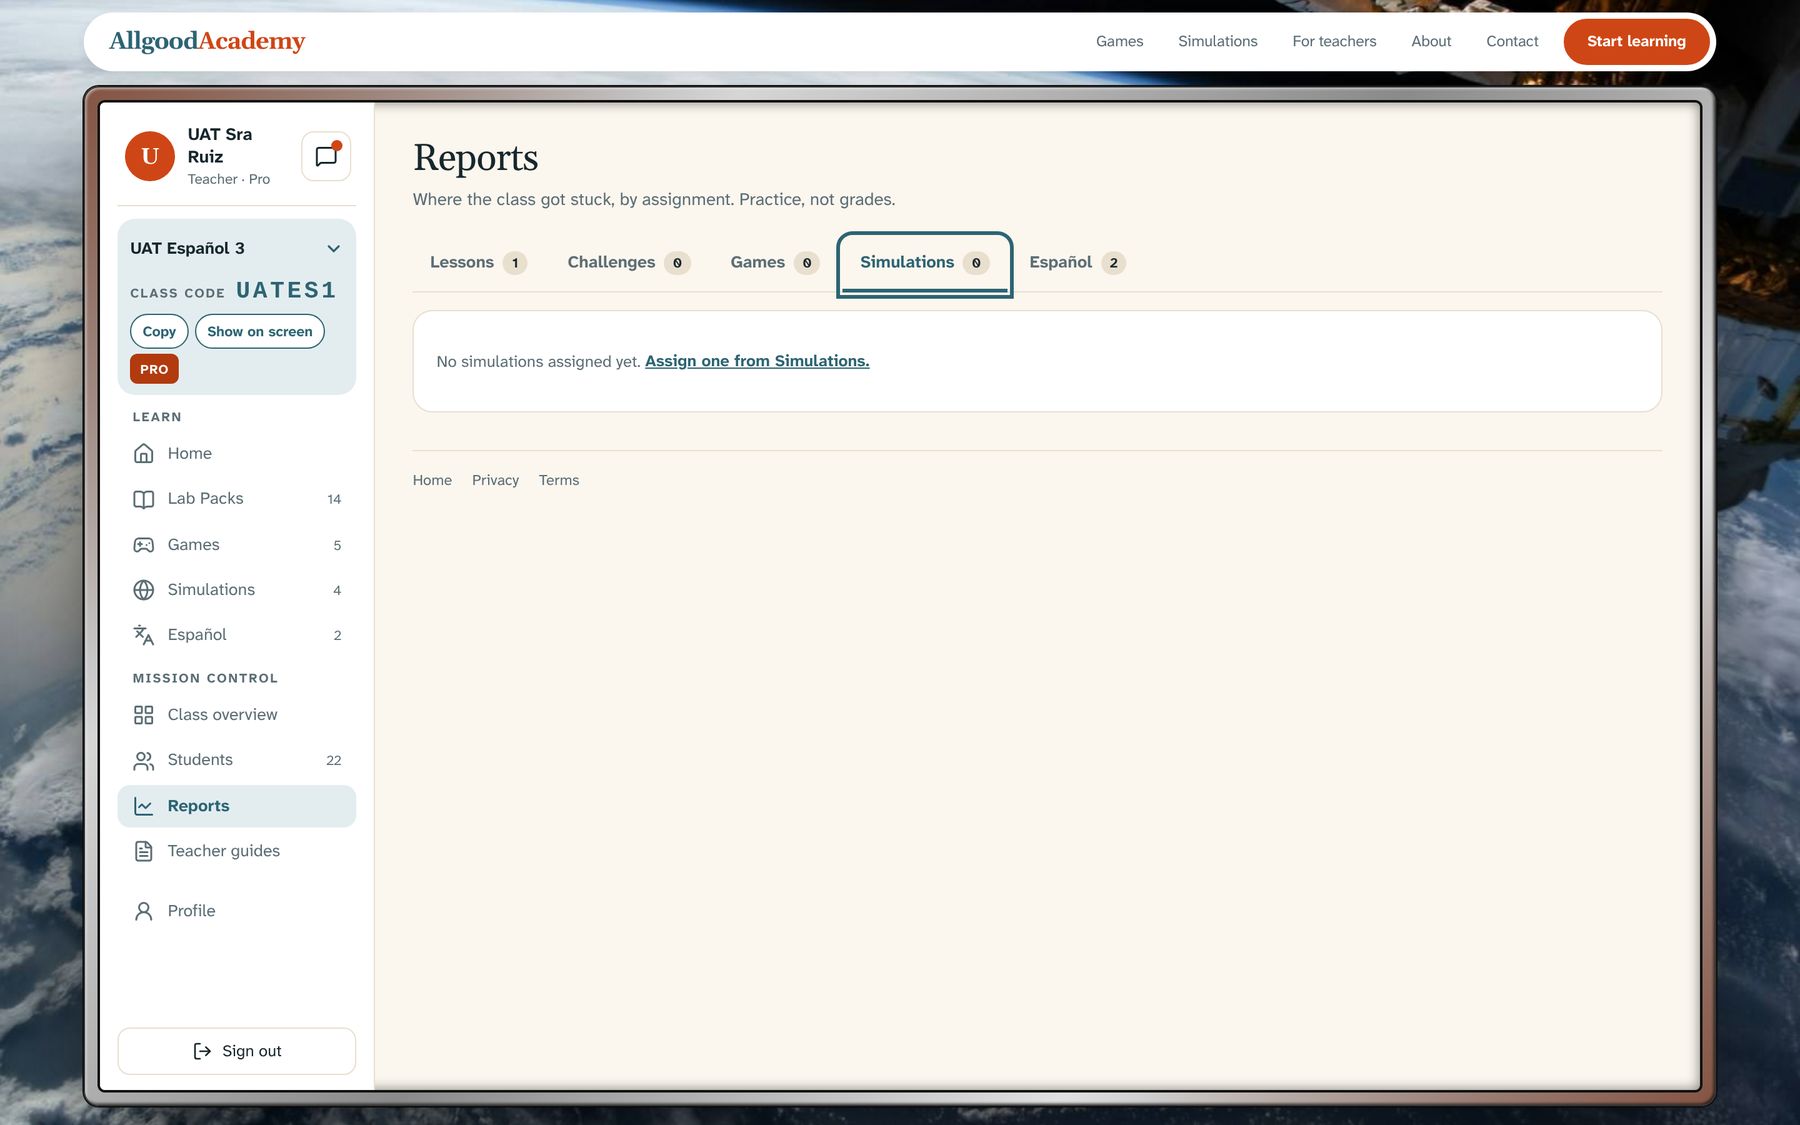 AllgoodAcademy
Games Simulations For teachers About Contact Start learning
U
UAT Sra
Ruiz
Teacher · Pro
UAT Español 3
CLASS CODE UATES1
Copy Show on screen
PRO
LEARN
Home
Lab Packs 14
Games 5
Simulations 4
Español 2
MISSION CONTROL
Class overview
Students 22
Reports
Teacher guides
Profile
Sign out
Reports
Where the class got stuck, by assignment. Practice, not grades.
Lessons 1 Challenges 0 Games 0 Simulations 0 Español 2
No simulations assigned yet. Assign one from Simulations.
Home Privacy Terms